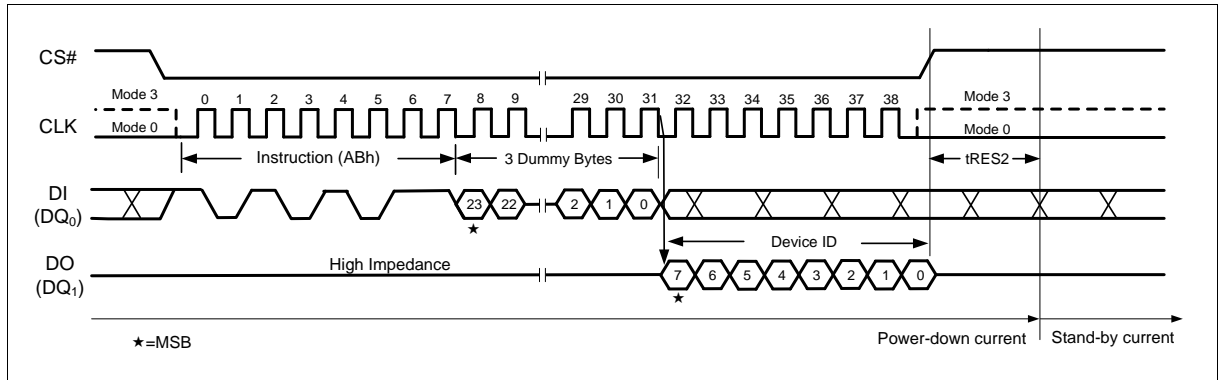 CS#
Mode 3
0 1 2 3 4 5 6 7 8 9 29 30 31 32 33 34 35 36 37 38
Mode 3
CLK
Mode 0
Mode 0
Instruction (ABh)
3 Dummy Bytes
tRES2
DI
(DQ0)
23 22 2 1 0
★
Device ID
High Impedance
DO
(DQ1)
7 6 5 4 3 2 1 0
★
★=MSB
Power-down current
Stand-by current